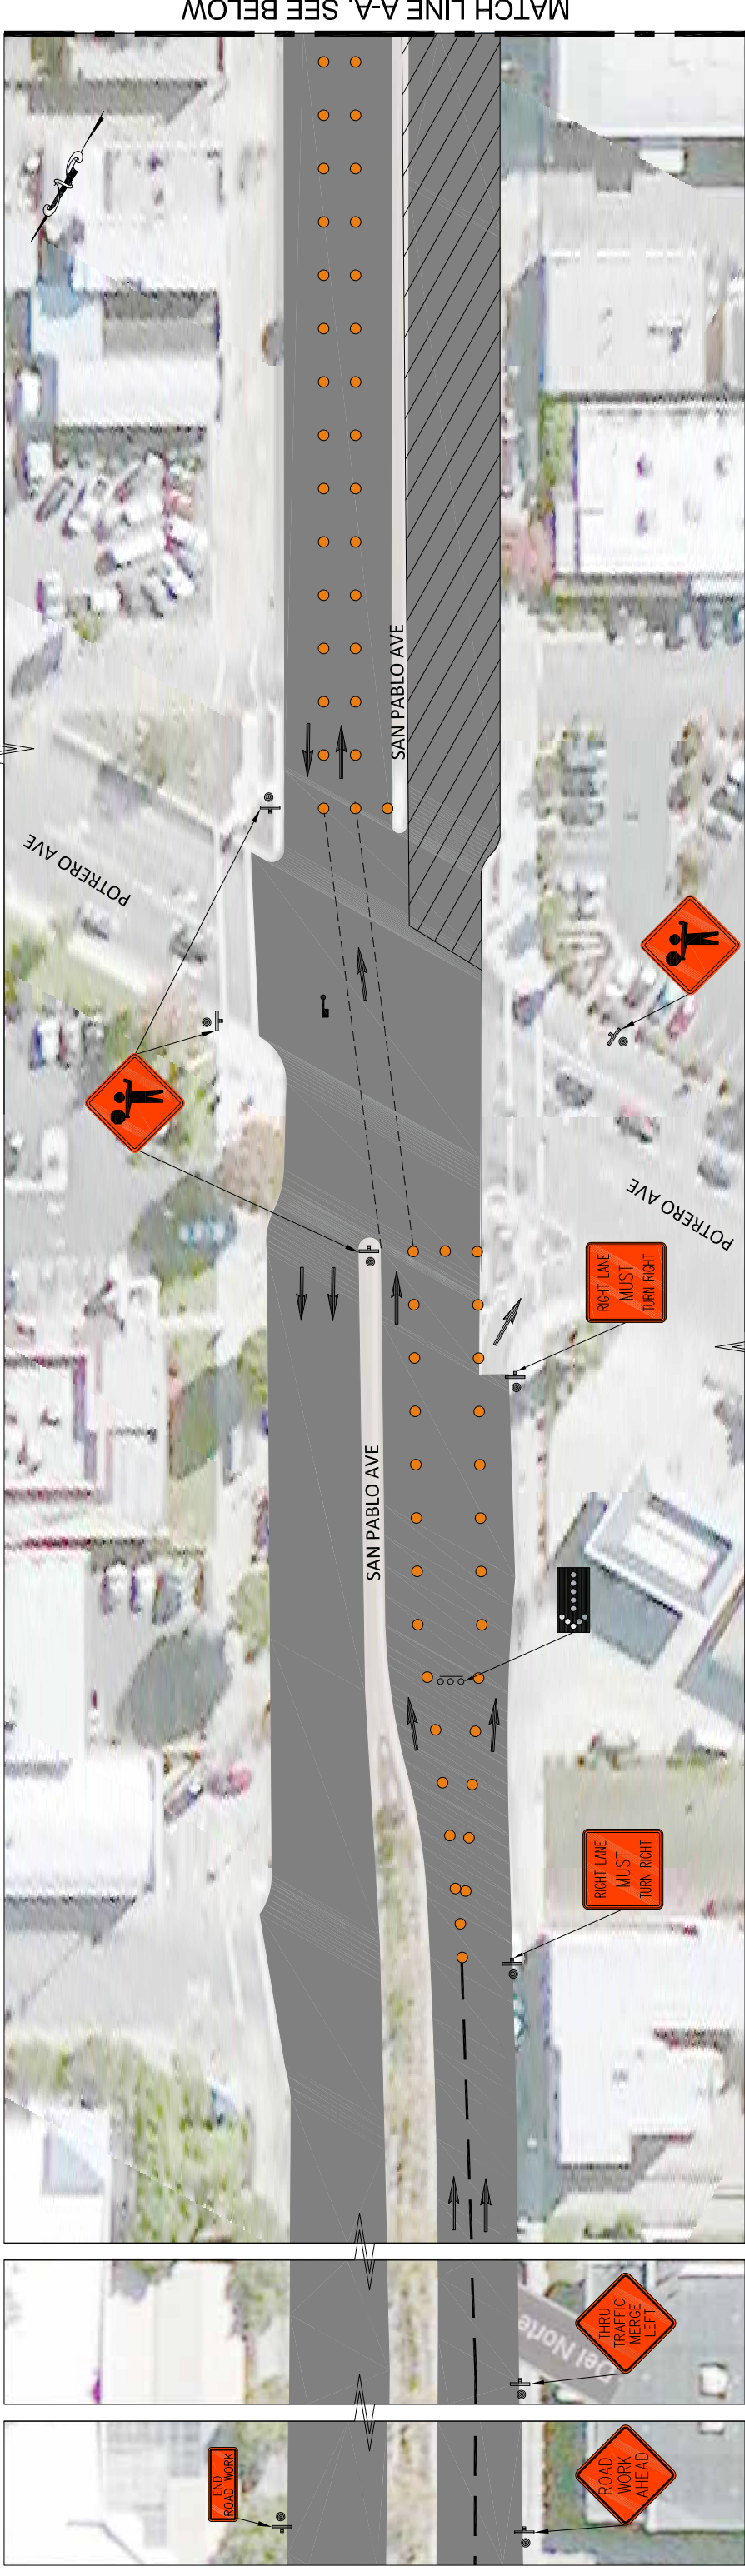 MATCH LINE A-A. SEE BELOW
SAN PABLO AVE
POTRERO AVE
POTRERO AVE
RIGHT LANE
MUST
TURN RIGHT
SAN PABLO AVE
RIGHT LANE
MUST
TURN RIGHT
THRU
TRAFFIC
MERGE
LEFT
Del Norte
END
ROAD WORK
ROAD
WORK
AHEAD